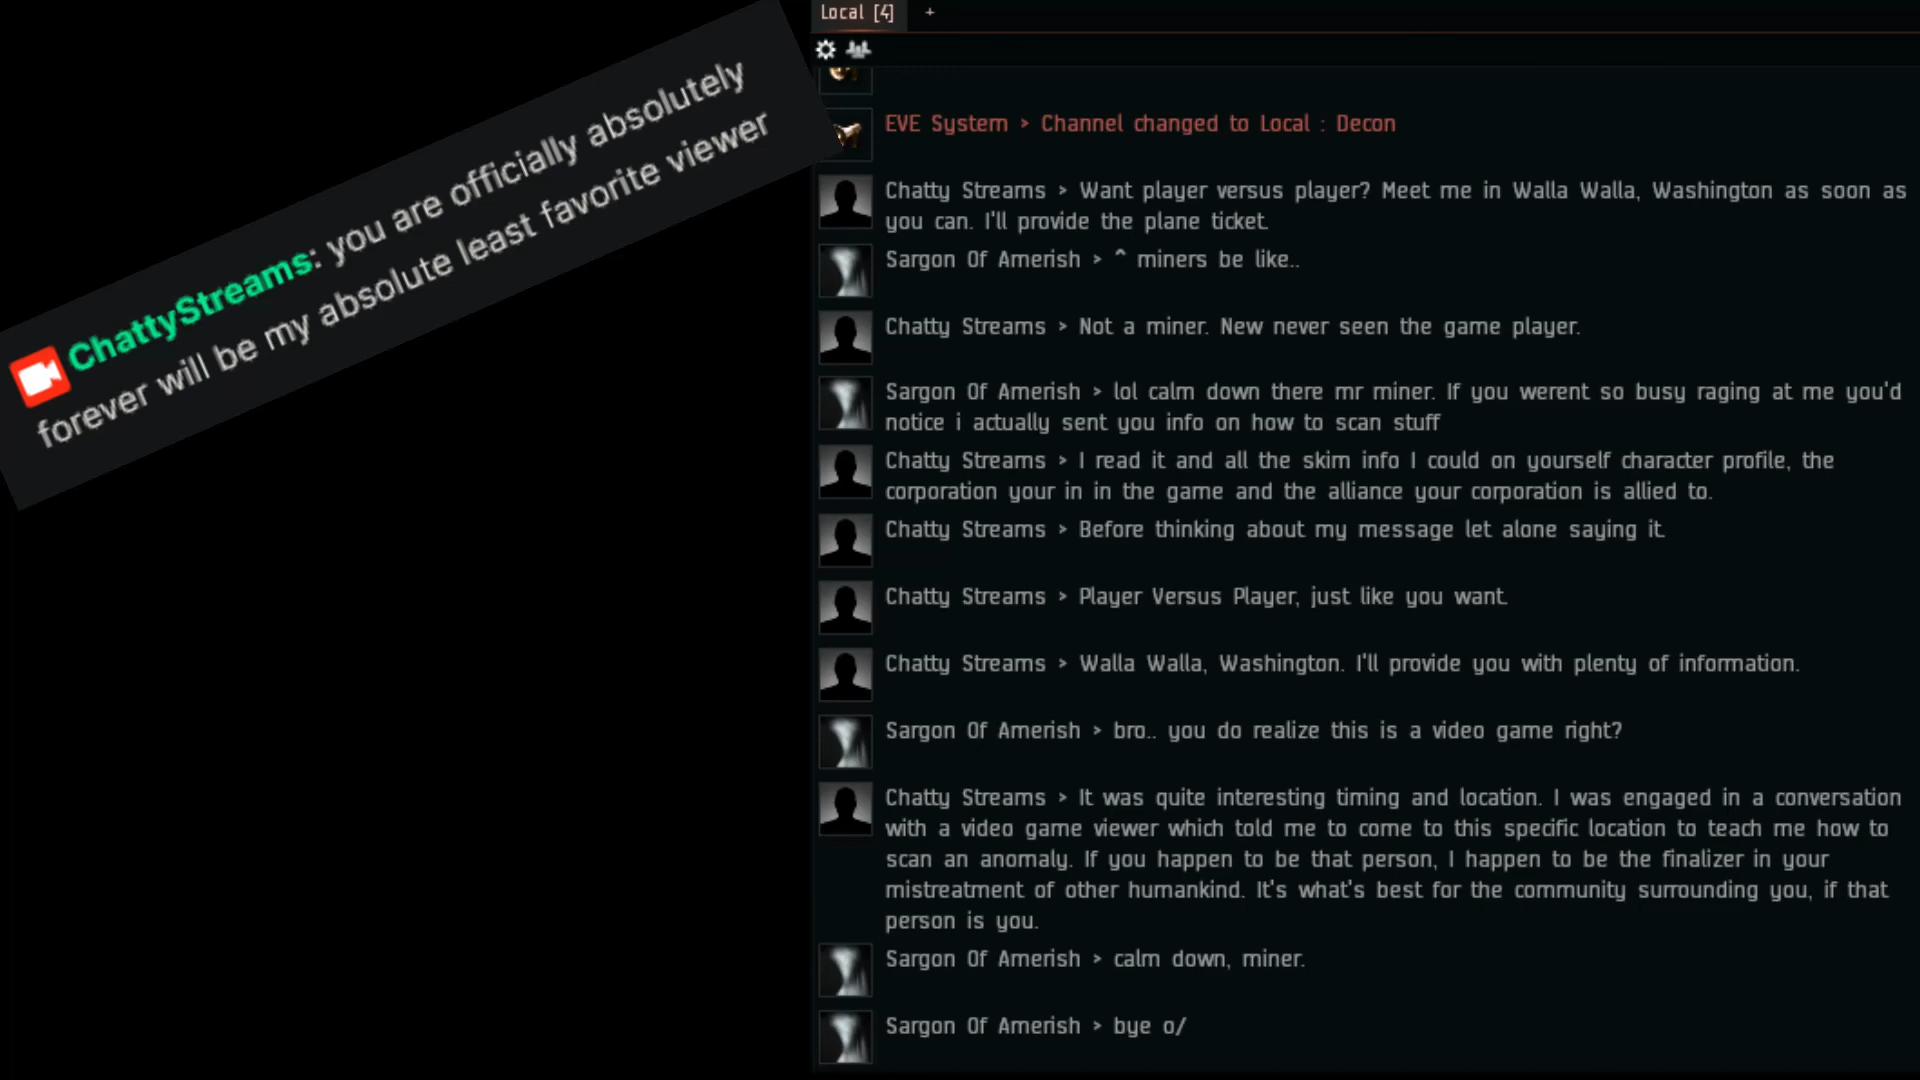 ChattyStreams: you are officially absolutely
forever will be my absolute least favorite viewer
Local [4] +
EVE System > Channel changed to Local : Decon
Chatty Streams > Want player versus player? Meet me in Walla Walla, Washington as soon as
you can. I'll provide the plane ticket.
Sargon Of Amerish > ^ miners be like..
Chatty Streams > Not a miner. New never seen the game player.
Sargon Of Amerish > lol calm down there mr miner. If you werent so busy raging at me you'd
notice i actually sent you info on how to scan stuff
Chatty Streams > I read it and all the skim info I could on yourself character profile, the
corporation your in in the game and the alliance your corporation is allied to.
Chatty Streams > Before thinking about my message let alone saying it.
Chatty Streams > Player Versus Player, just like you want.
Chatty Streams > Walla Walla, Washington. I'll provide you with plenty of information.
Sargon Of Amerish > bro.. you do realize this is a video game right?
Chatty Streams > It was quite interesting timing and location. I was engaged in a conversation
with a video game viewer which told me to come to this specific location to teach me how to
scan an anomaly. If you happen to be that person, I happen to be the finalizer in your
mistreatment of other humankind. It's what's best for the community surrounding you, if that
person is you.
Sargon Of Amerish > calm down, miner.
Sargon Of Amerish > bye o/